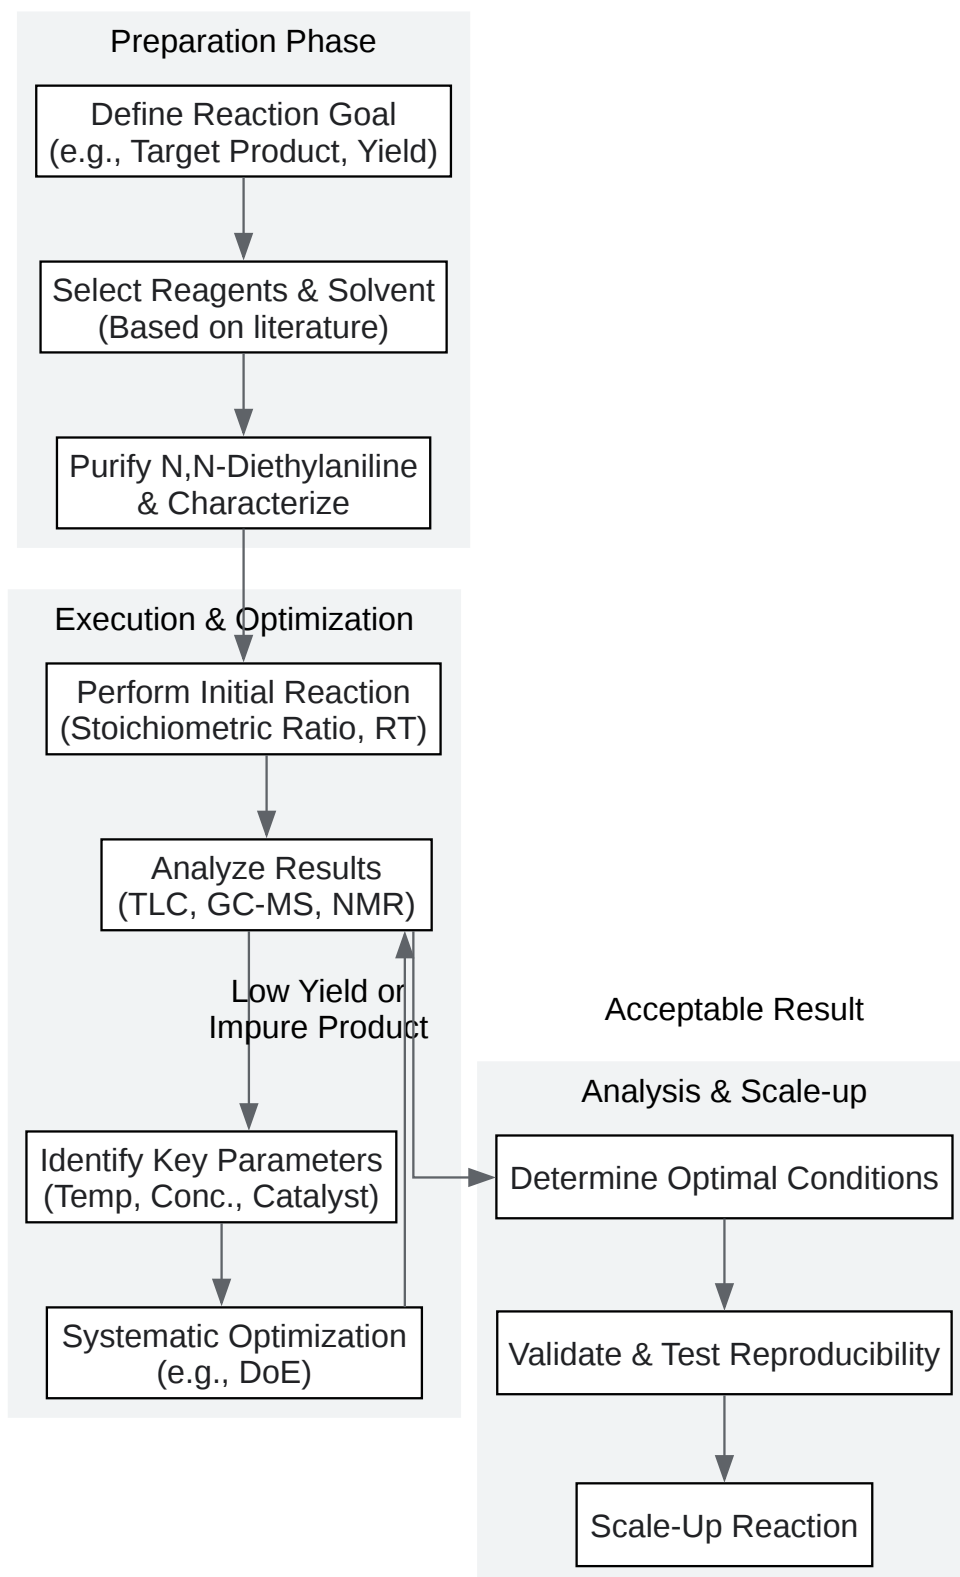 Preparation Phase
Define Reaction Goal
(e.g., Target Product, Yield)
Select Reagents & Solvent
(Based on literature)
Purify N,N-Diethylaniline
& Characterize
Execution & Optimization
Perform Initial Reaction
(Stoichiometric Ratio, RT)
Analyze Results
(TLC, GC-MS, NMR)
Low Yield or
Impure Product
Identify Key Parameters
(Temp, Conc., Catalyst)
Systematic Optimization
(e.g., DoE)
Acceptable Result
Analysis & Scale-up
Determine Optimal Conditions
Validate & Test Reproducibility
Scale-Up Reaction